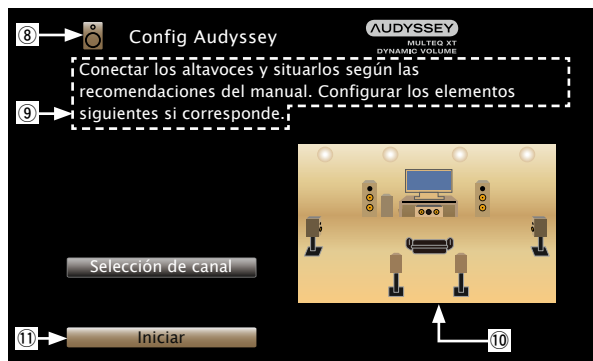 ⑧ Config Audyssey
AUDYSSEY
MULTEQ XT
DYNAMIC VOLUME
Conectar los altavoces y situarlos según las
recomendaciones del manual. Configurar los elementos
⑨ siguientes si corresponde.
Selección de canal
⑪ Iniciar
⑩